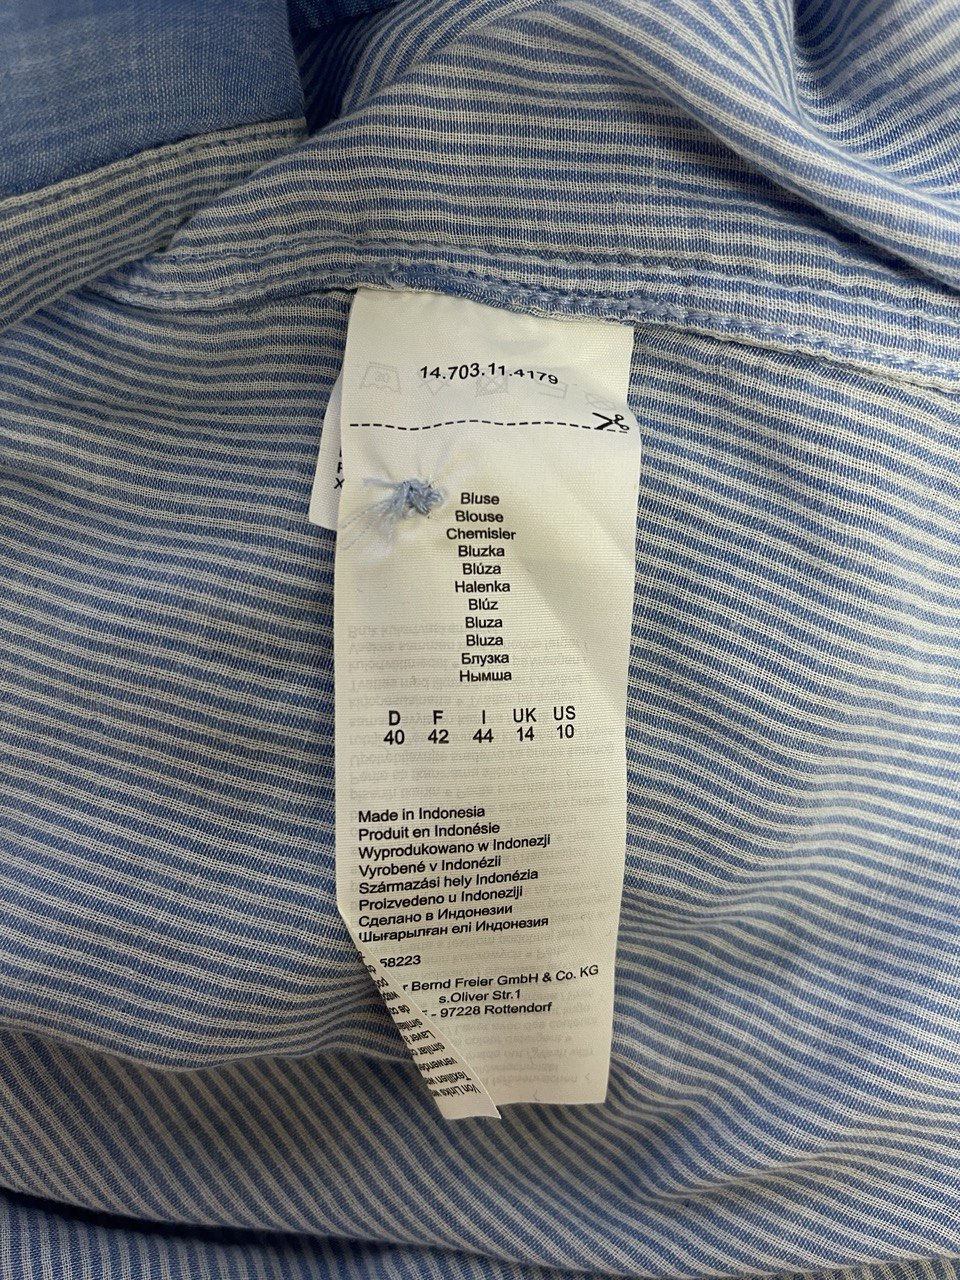 14.703.11.4179
Bluse
Blouse
Chemisier
Bluzka
Blúza
Halenka
Blúz
Bluza
Bluza
Блузка
Нымша
D F I UK US
40 42 44 14 10
Made in Indonesia
Produit en Indonésie
Wyprodukowano w Indonezji
Vyrobené v Indonézii
Származási hely Indonézia
Proizvedeno u Indoneziji
Сделано в Индонезии
Шығарылған елі Индонезия
58223
r Bernd Freier GmbH & Co. KG
s.Oliver Str.1
- 97228 Rottendorf